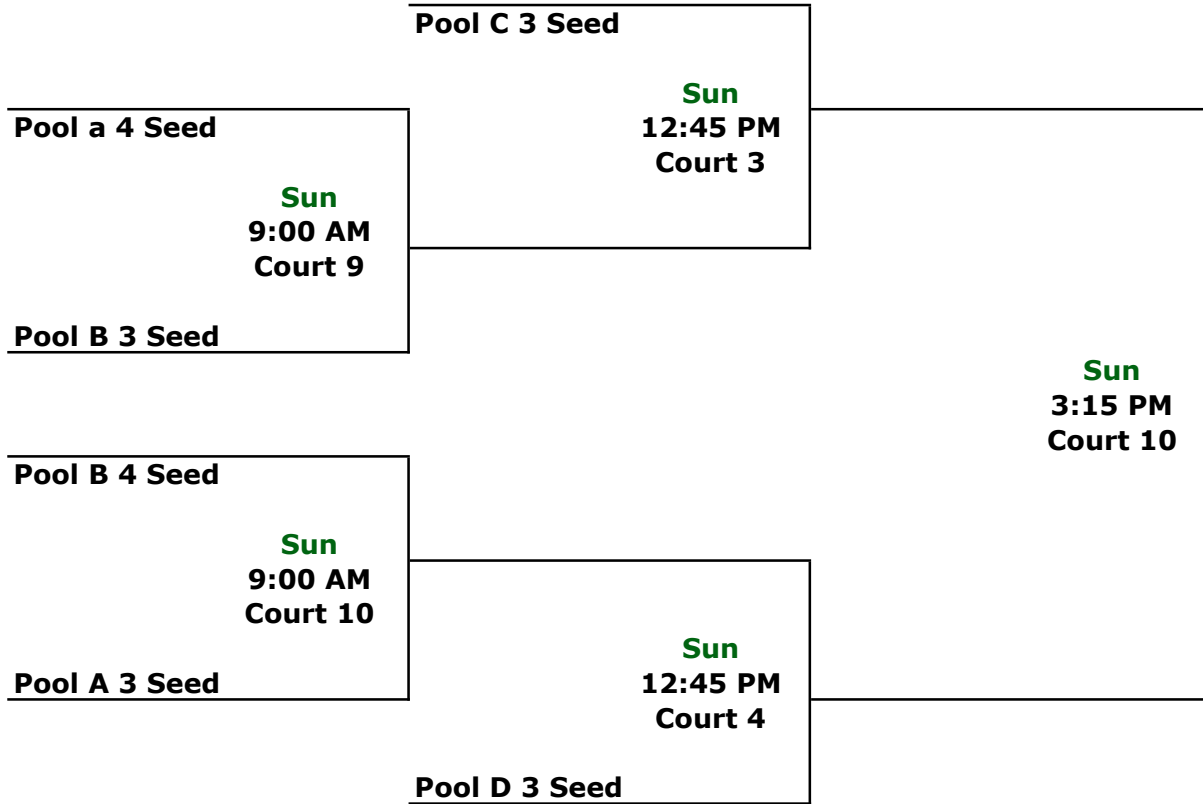 Pool C 3 Seed
Sun
12:45 PM
Court 3
Pool a 4 Seed
Sun
9:00 AM
Court 9
Pool B 3 Seed
Sun
3:15 PM
Court 10
Pool B 4 Seed
Sun
9:00 AM
Court 10
Pool A 3 Seed
Sun
12:45 PM
Court 4
Pool D 3 Seed